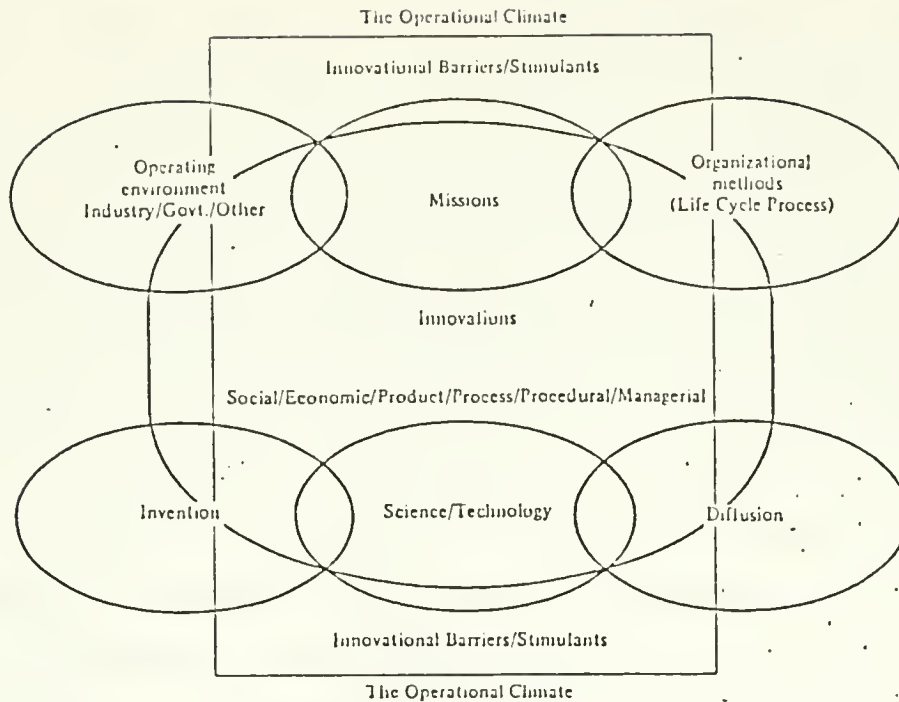 The Operational Climate
Innovational Barriers/Stimulants
Operating
environment
Industry/Govt./Other
Missions
Organizational
methods
(Life Cycle Process)
Innovations
Social/Economic/Product/Process/Procedural/Managerial
Invention
Science/Technology
Diffusion
Innovational Barriers/Stimulants
The Operational Climate